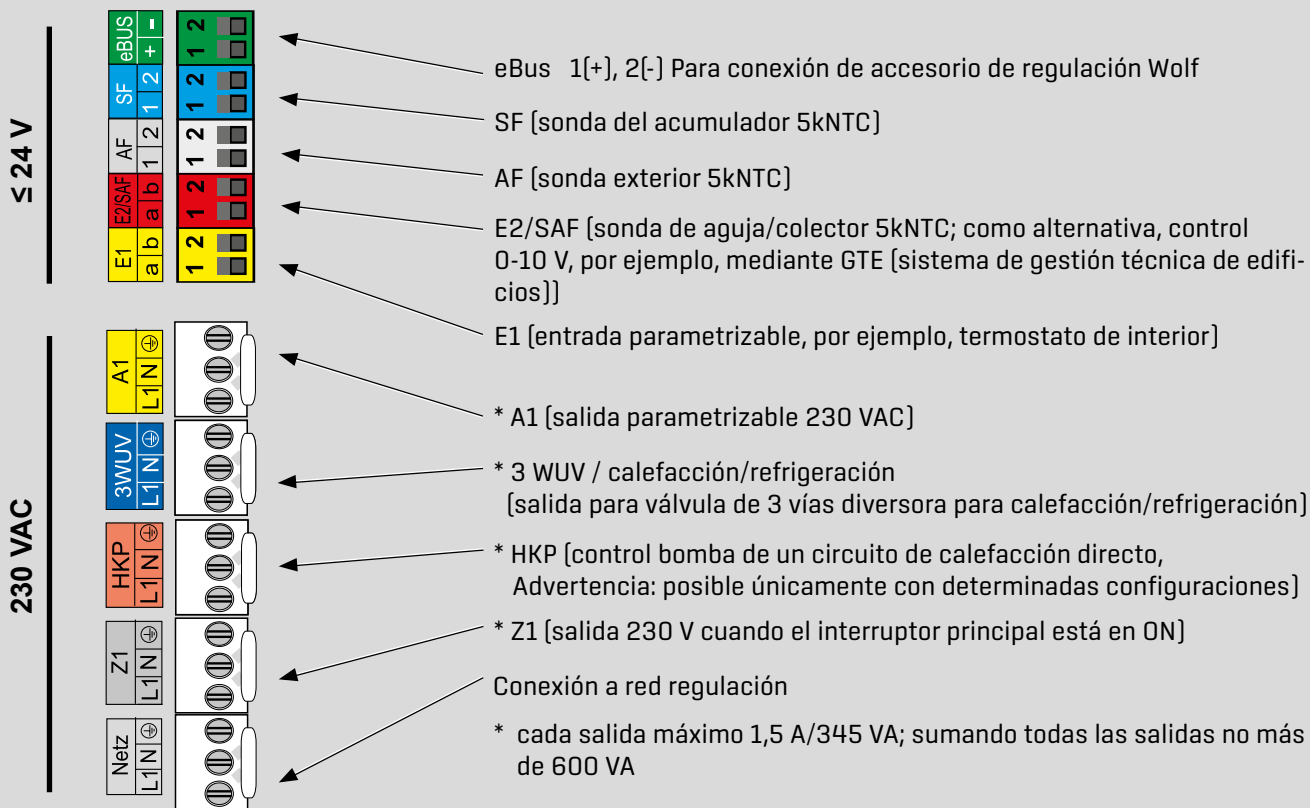 ≤ 24 V
eBUS + -
1 2
eBus 1(+), 2(-) Para conexión de accesorio de regulación Wolf
SF 1 2
1 2
SF (sonda del acumulador 5kNTC)
AF 1 2
1 2
AF (sonda exterior 5kNTC)
E2/SAF a b
1 2
E2/SAF (sonda de aguja/colector 5kNTC; como alternativa, control
0-10 V, por ejemplo, mediante GTE (sistema de gestión técnica de edifi-
cios))
E1 a b
1 2
E1 (entrada parametrizable, por ejemplo, termostato de interior)
230 VAC
A1
L1 N
* A1 (salida parametrizable 230 VAC)
3WUV
L1 N
* 3 WUV / calefacción/refrigeración
(salida para válvula de 3 vías diversora para calefacción/refrigeración)
HKP
L1 N
* HKP (control bomba de un circuito de calefacción directo,
Advertencia: posible únicamente con determinadas configuraciones)
Z1
L1 N
* Z1 (salida 230 V cuando el interruptor principal está en ON)
Netz
L1 N
Conexión a red regulación
* cada salida máximo 1,5 A/345 VA; sumando todas las salidas no más
de 600 VA